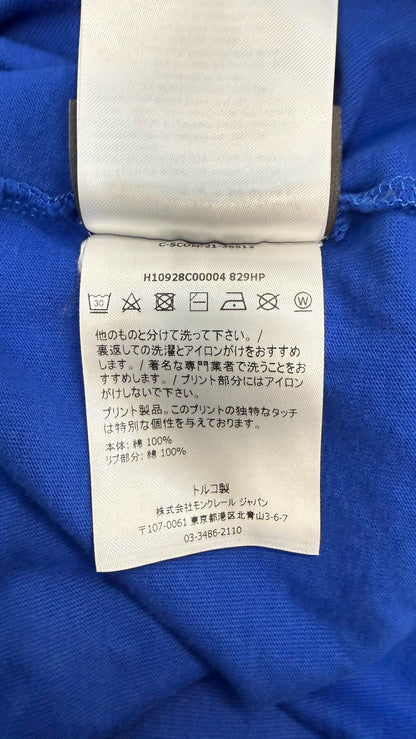 H10928C00004 829HP
30
W
他のものと分けて洗って下さい。/
裏返しての洗濯とアイロンがけをおすすめ
します。/ 著名な専門業者で洗うことをお
すすめします。/ プリント部分にはアイロン
がけしないで下さい。
プリント製品。このプリントの独特なタッチ
は特別な個性を与えております。
本体: 綿 100%
リブ部分: 綿 100%
トルコ製
株式会社モンクレール ジャパン
〒107-0061 東京都港区北青山3-6-7
03-3486-2110